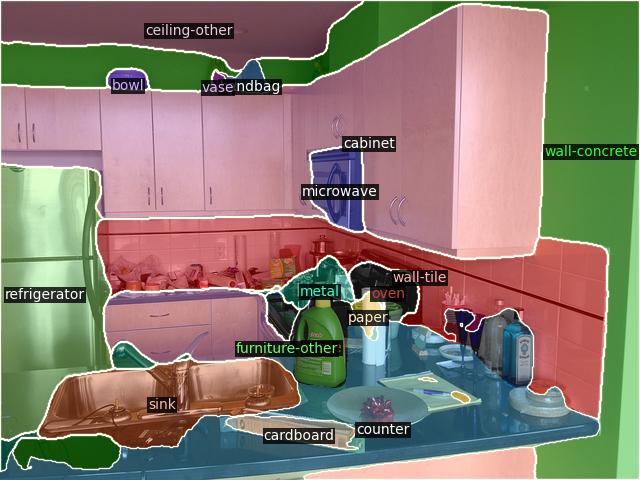 ceiling-other
bowl
vase
ndbag
cabinet
wall-concrete
microwave
wall-tile
refrigerator
metal
oven
paper
furniture-other
sink
cardboard
counter